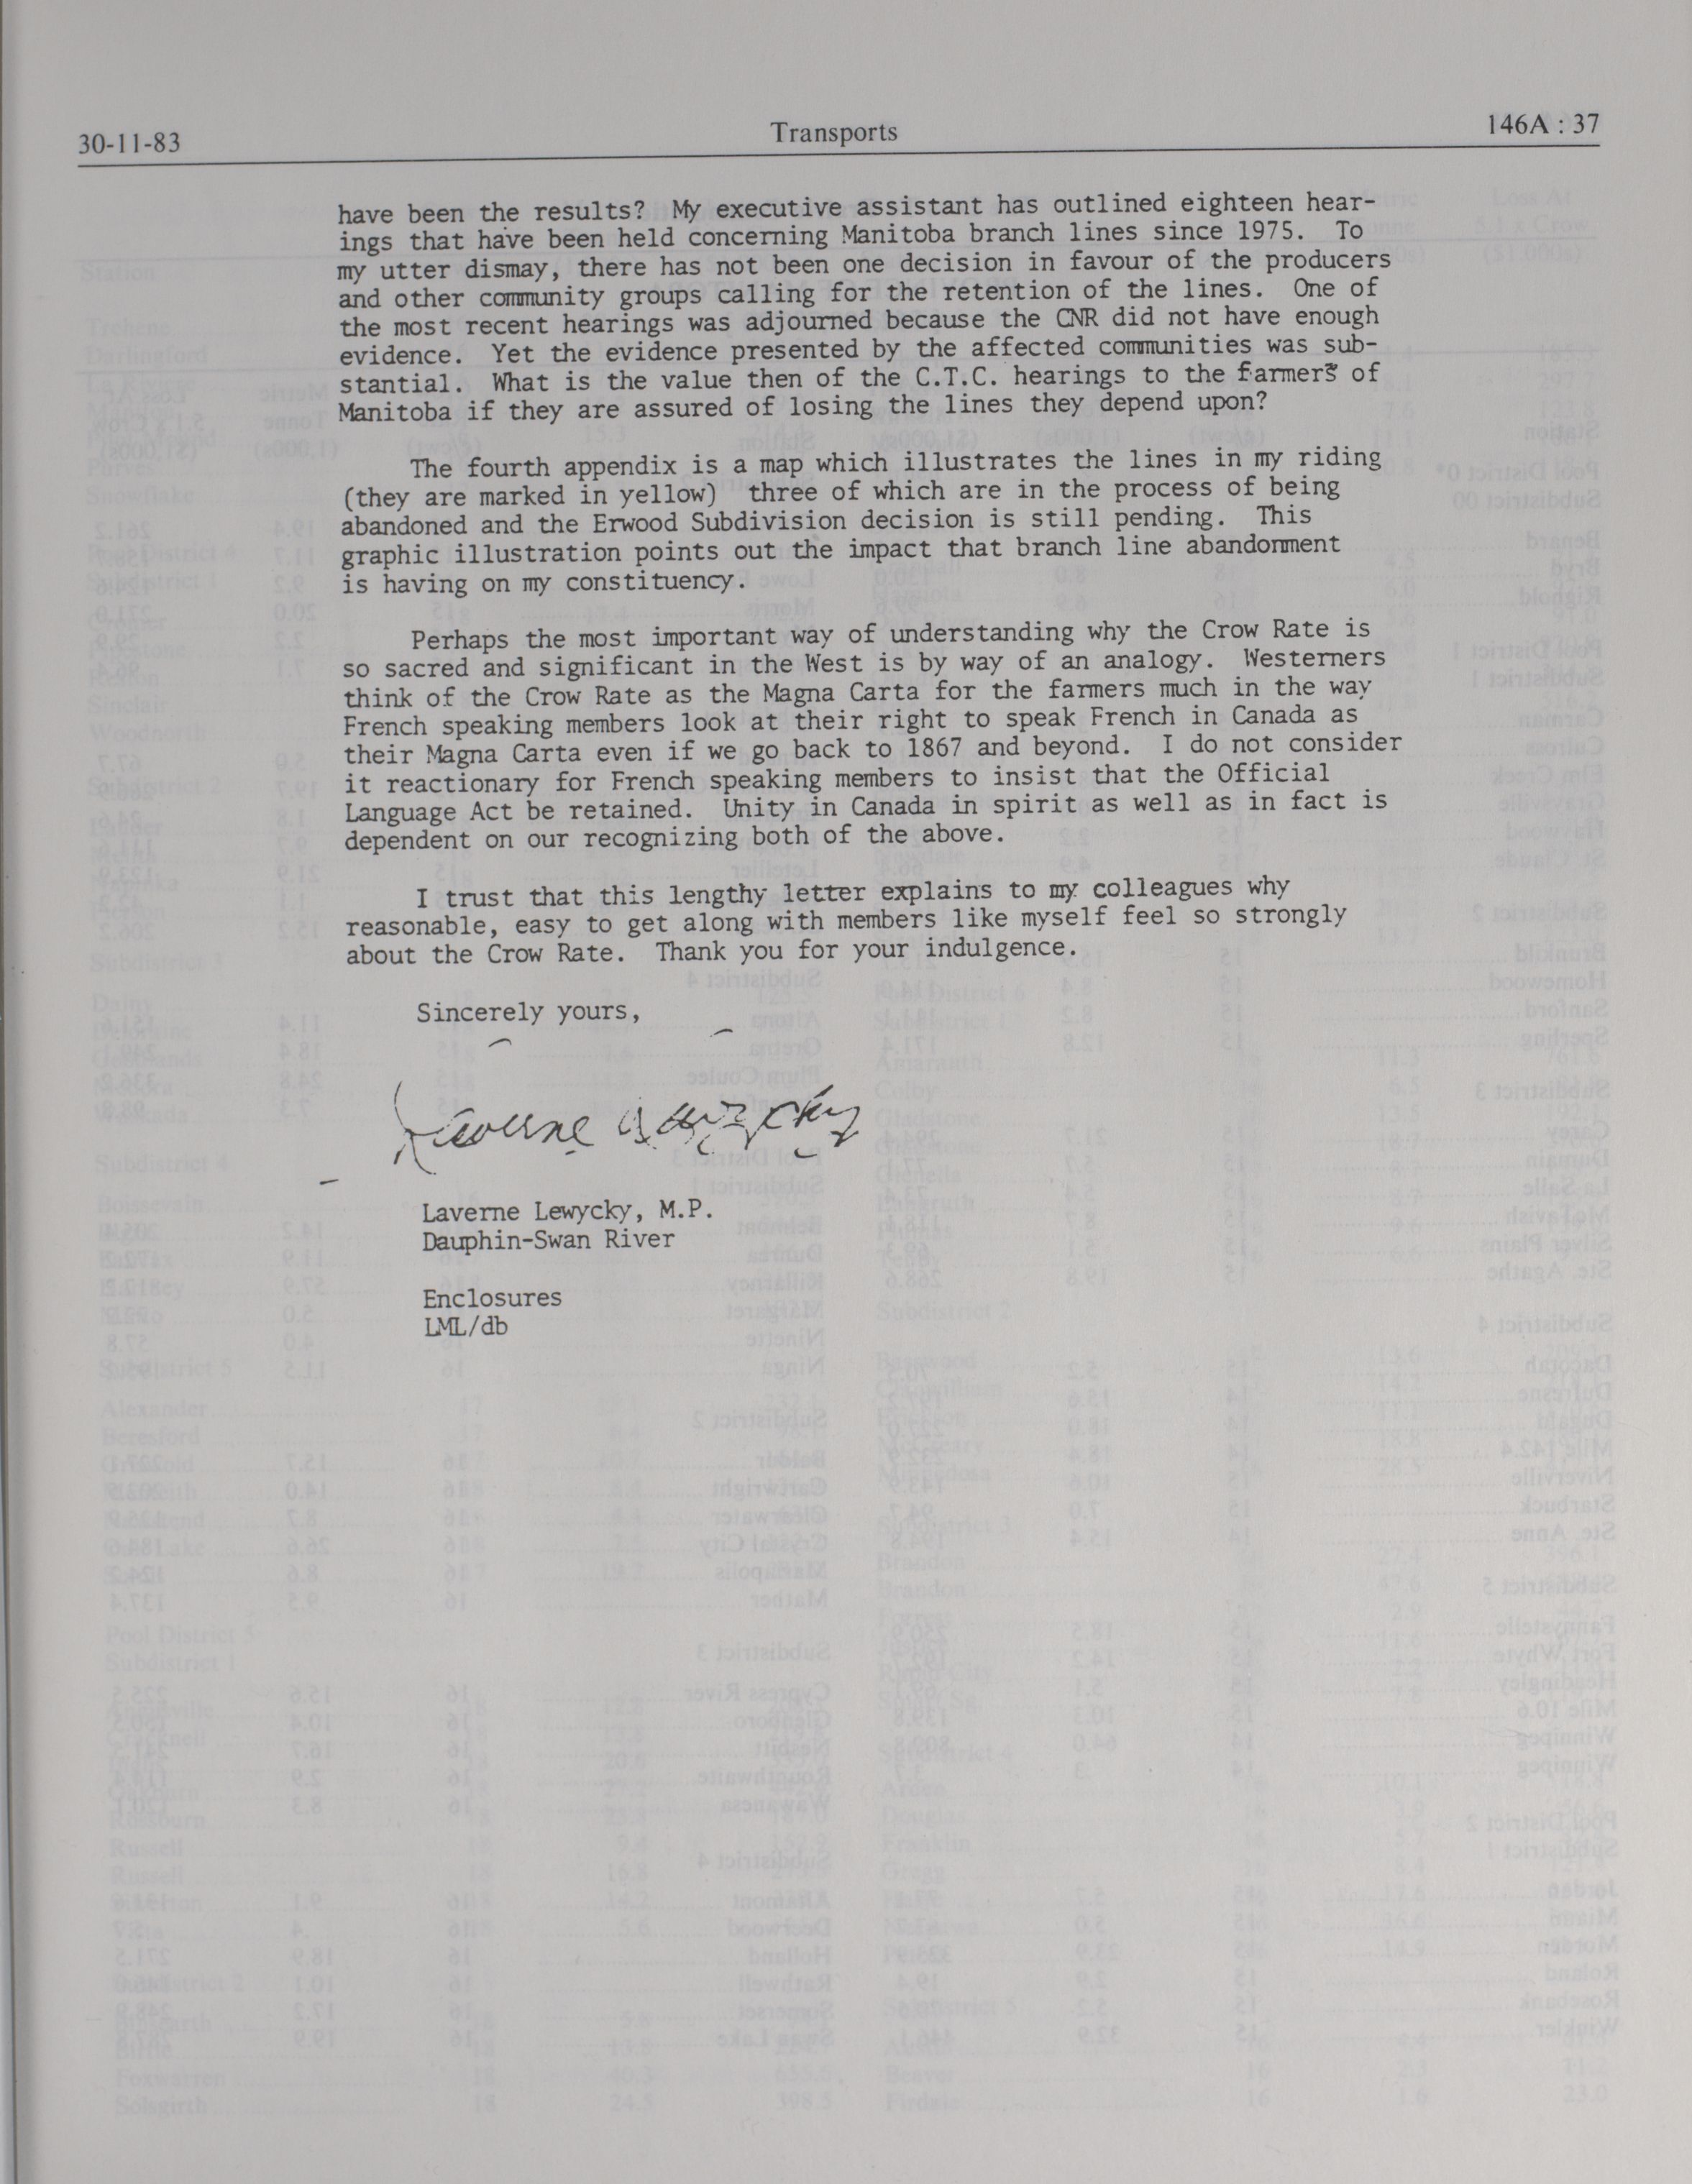 30-11-83 Transports 146A : 37
have been the results? My executive assistant has outlined eighteen hear-
ings that have been held concerning Manitoba branch lines since 1975. To
my utter dismay, there has not been one decision in favour of the producers
and other community groups calling for the retention of the lines. One of
the most recent hearings was adjourned because the CNR did not have enough
evidence. Yet the evidence presented by the affected communities was sub-
stantial. What is the value then of the C.T.C. hearings to the farmers of
Manitoba if they are assured of losing the lines they depend upon?
The fourth appendix is a map which illustrates the lines in my riding
(they are marked in yellow) three of which are in the process of being
abandoned and the Erwood Subdivision decision is still pending. This
graphic illustration points out the impact that branch line abandonment
is having on my constituency.
Perhaps the most important way of understanding why the Crow Rate is
so sacred and significant in the West is by way of an analogy. Westerners
think of the Crow Rate as the Magna Carta for the farmers much in the way
French speaking members look at their right to speak French in Canada as
their Magna Carta even if we go back to 1867 and beyond. I do not consider
it reactionary for French speaking members to insist that the Official
Language Act be retained. Unity in Canada in spirit as well as in fact is
dependent on our recognizing both of the above.
I trust that this lengthy letter explains to my colleagues why
reasonable, easy to get along with members like myself feel so strongly
about the Crow Rate. Thank you for your indulgence.
Sincerely yours,
Laverne Lewycky
Laverne Lewycky, M.P.
Dauphin-Swan River
Enclosures
LML/db